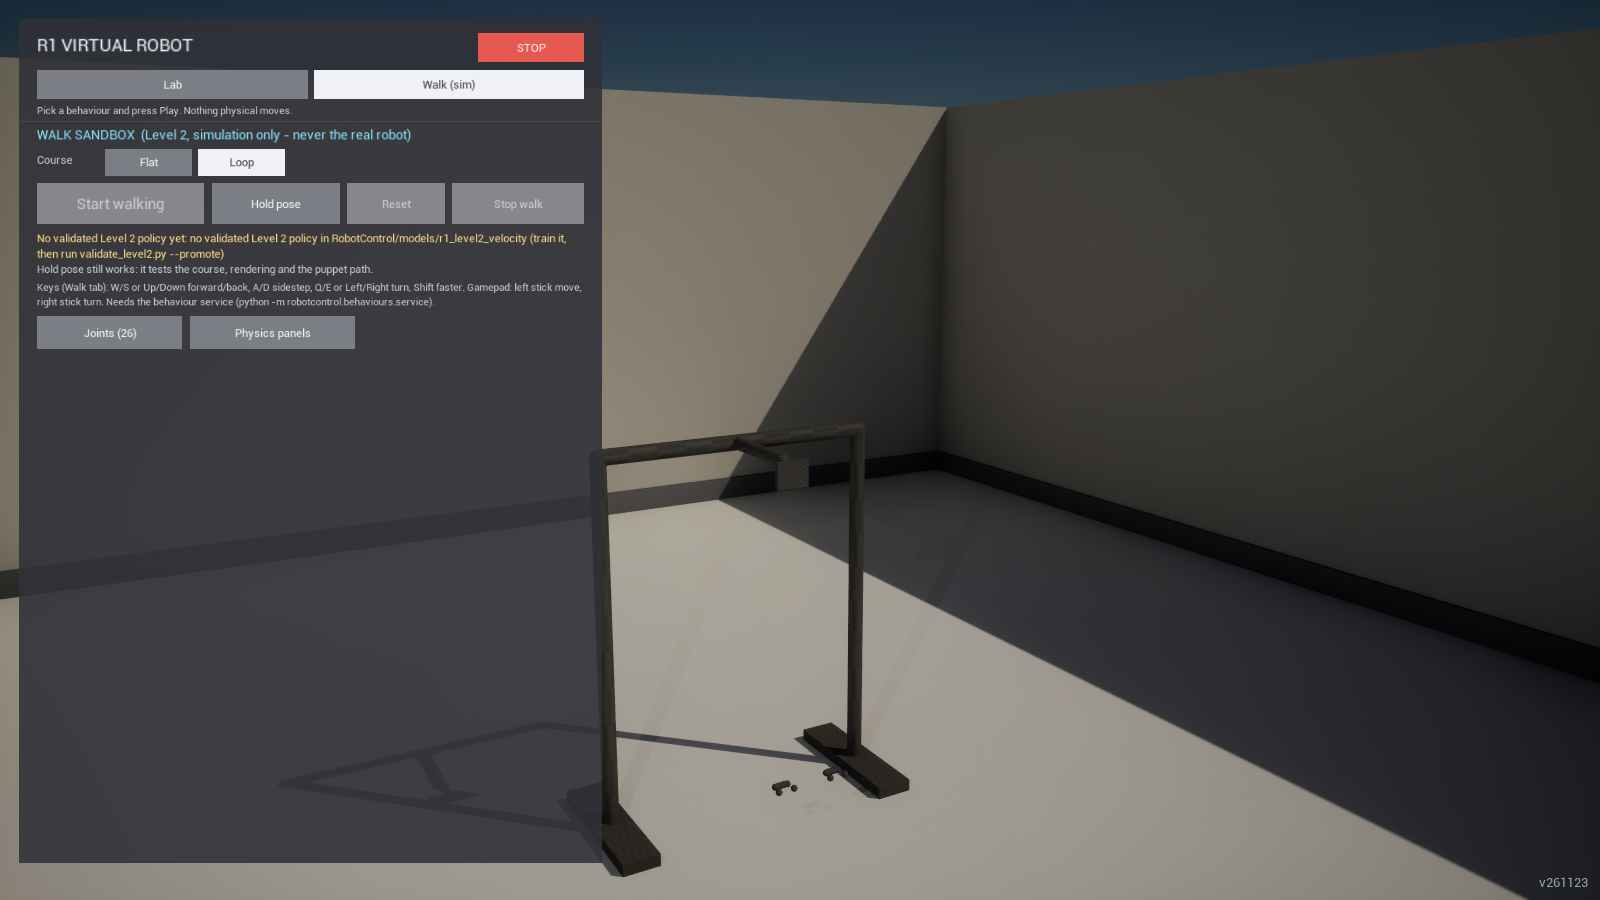 R1 VIRTUAL ROBOT
STOP
Lab
Walk (sim)
Pick a behaviour and press Play. Nothing physical moves.
WALK SANDBOX (Level 2, simulation only - never the real robot)
Course
Flat
Loop
Start walking
Hold pose
Reset
Stop walk
No validated Level 2 policy yet: no validated Level 2 policy in RobotControl/models/r1_level2_velocity (train it,
then run validate_level2.py --promote)
Hold pose still works: it tests the course, rendering and the puppet path.
Keys (Walk tab): W/S or Up/Down forward/back, A/D sidestep, Q/E or Left/Right turn, Shift faster. Gamepad: left stick move,
right stick turn. Needs the behaviour service (python -m robotcontrol.behaviours.service).
Joints (26)
Physics panels
v261123